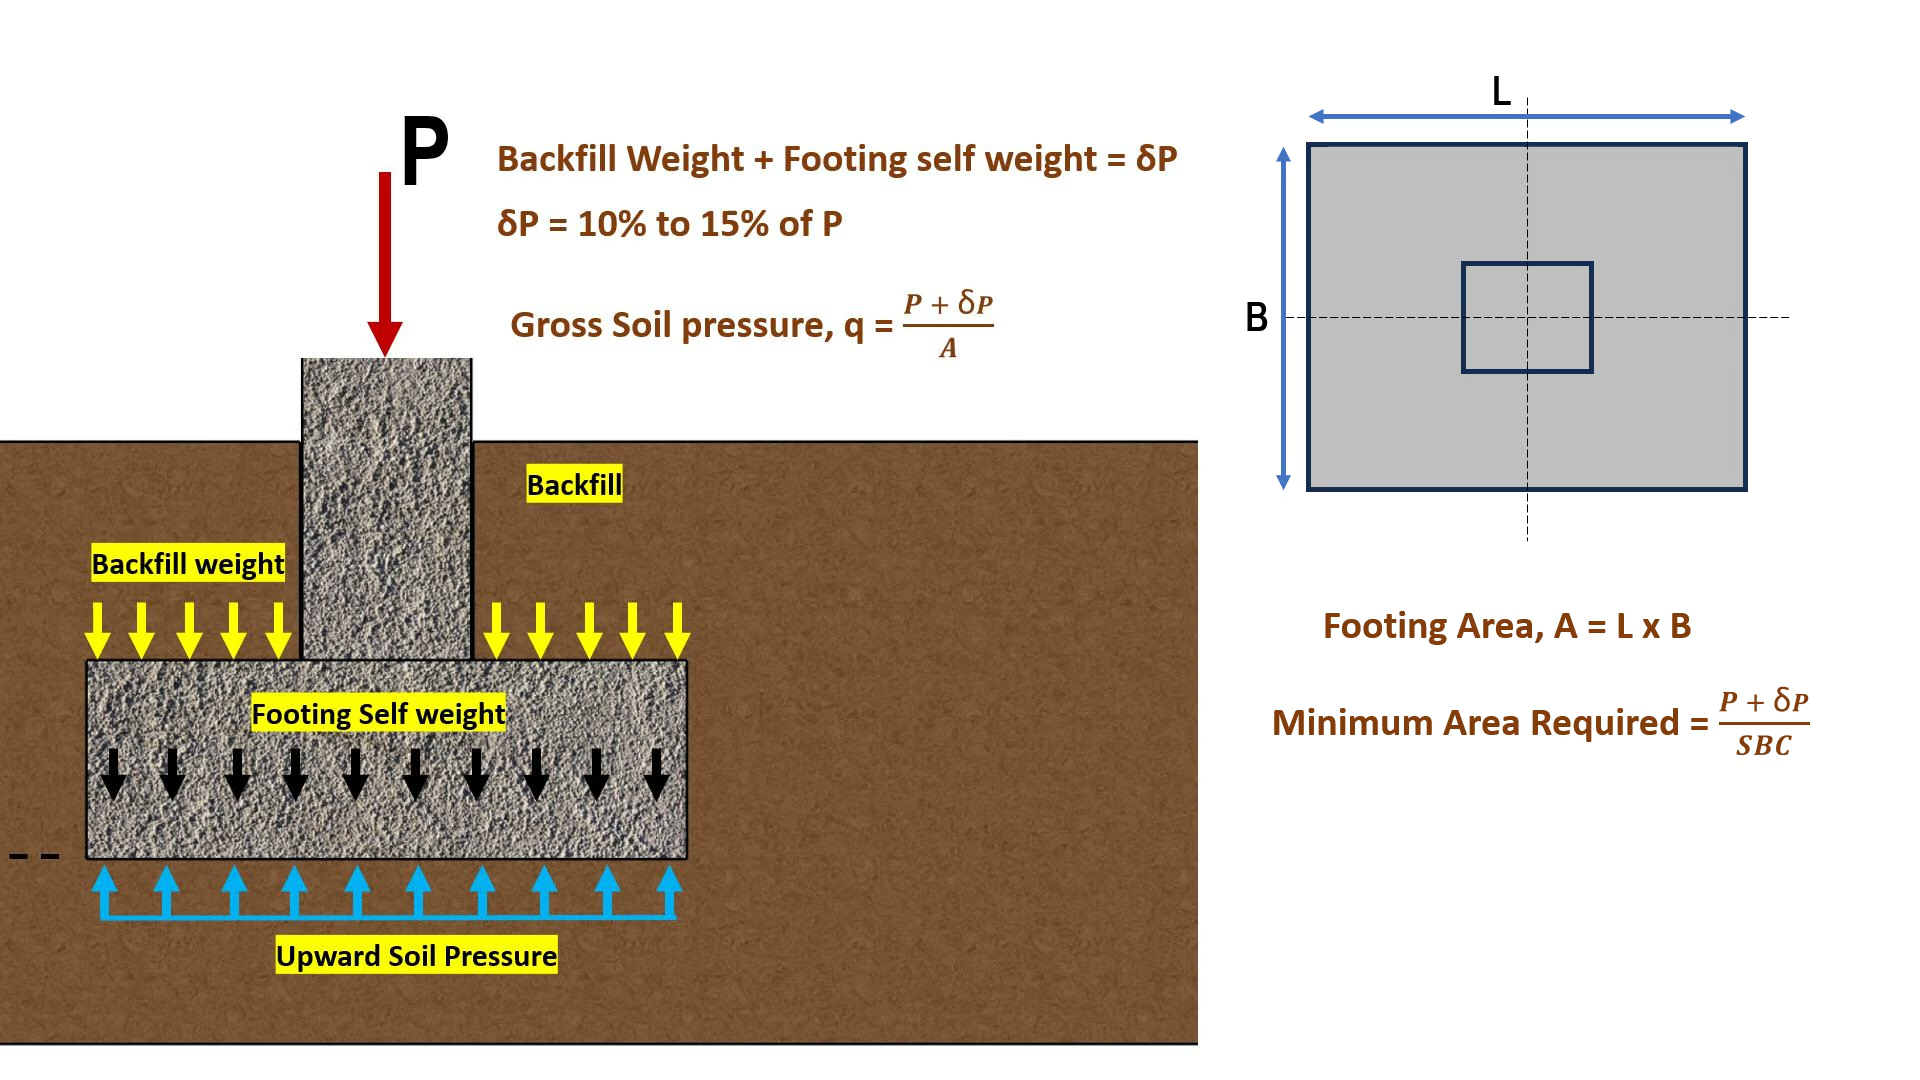 P
Backfill Weight + Footing self weight = δP
δP = 10% to 15% of P
Gross Soil pressure, q = (P + δP) / A
Backfill
Backfill weight
Footing Self weight
Upward Soil Pressure
L
B
Footing Area, A = L x B
Minimum Area Required = (P + δP) / SBC